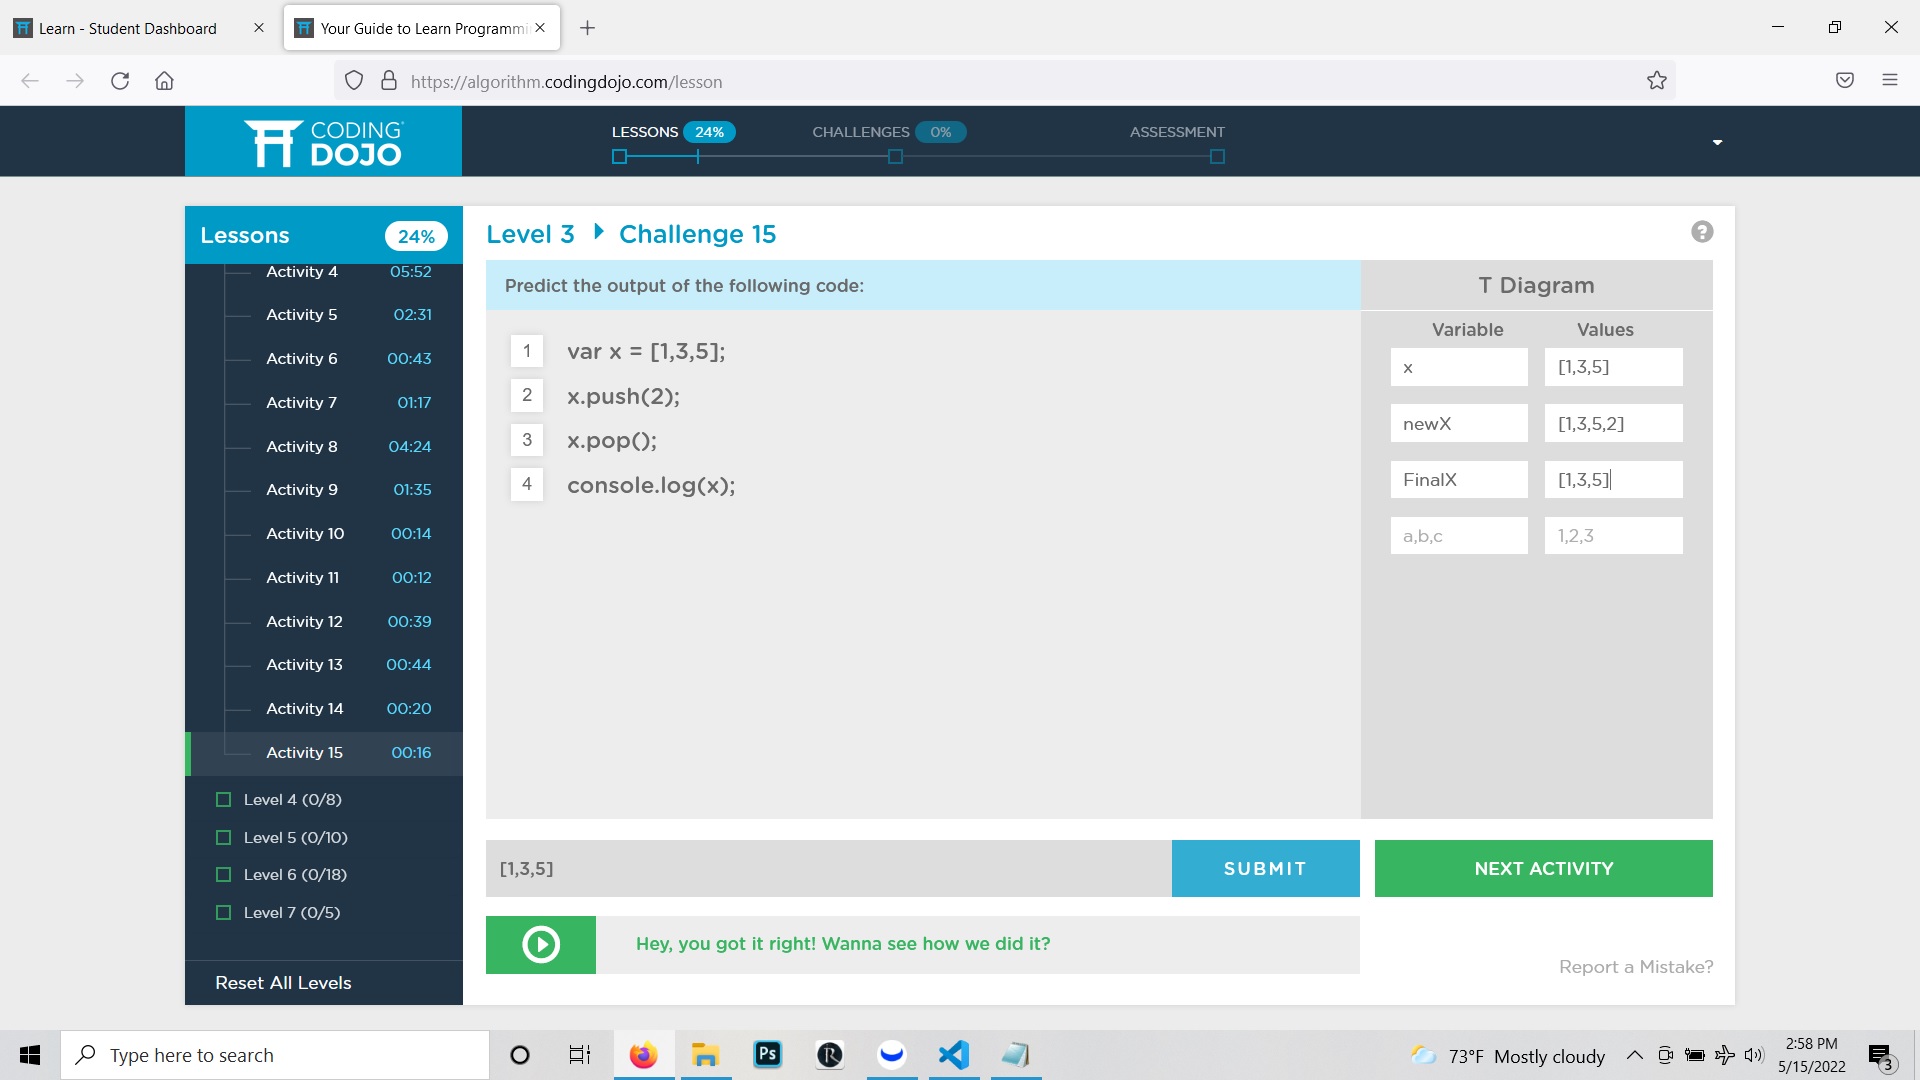 Learn - Student Dashboard
Your Guide to Learn Programmi
https://algorithm.codingdojo.com/lesson
CODING
DOJO
LESSONS 24% CHALLENGES 0% ASSESSMENT
Lessons 24%
Activity 4 05:52
Activity 5 02:31
Activity 6 00:43
Activity 7 01:17
Activity 8 04:24
Activity 9 01:35
Activity 10 00:14
Activity 11 00:12
Activity 12 00:39
Activity 13 00:44
Activity 14 00:20
Activity 15 00:16
Level 4 (0/8)
Level 5 (0/10)
Level 6 (0/18)
Level 7 (0/5)
Reset All Levels
Level 3 Challenge 15
?
Predict the output of the following code:
1 var x = [1,3,5];
2 x.push(2);
3 x.pop();
4 console.log(x);
T Diagram
Variable Values
x [1,3,5]
newX [1,3,5,2]
FinalX [1,3,5]
a,b,c 1,2,3
[1,3,5]
SUBMIT
NEXT ACTIVITY
Hey, you got it right! Wanna see how we did it?
Report a Mistake?
Type here to search
Ps
R
73°F Mostly cloudy
2:58 PM
5/15/2022
3